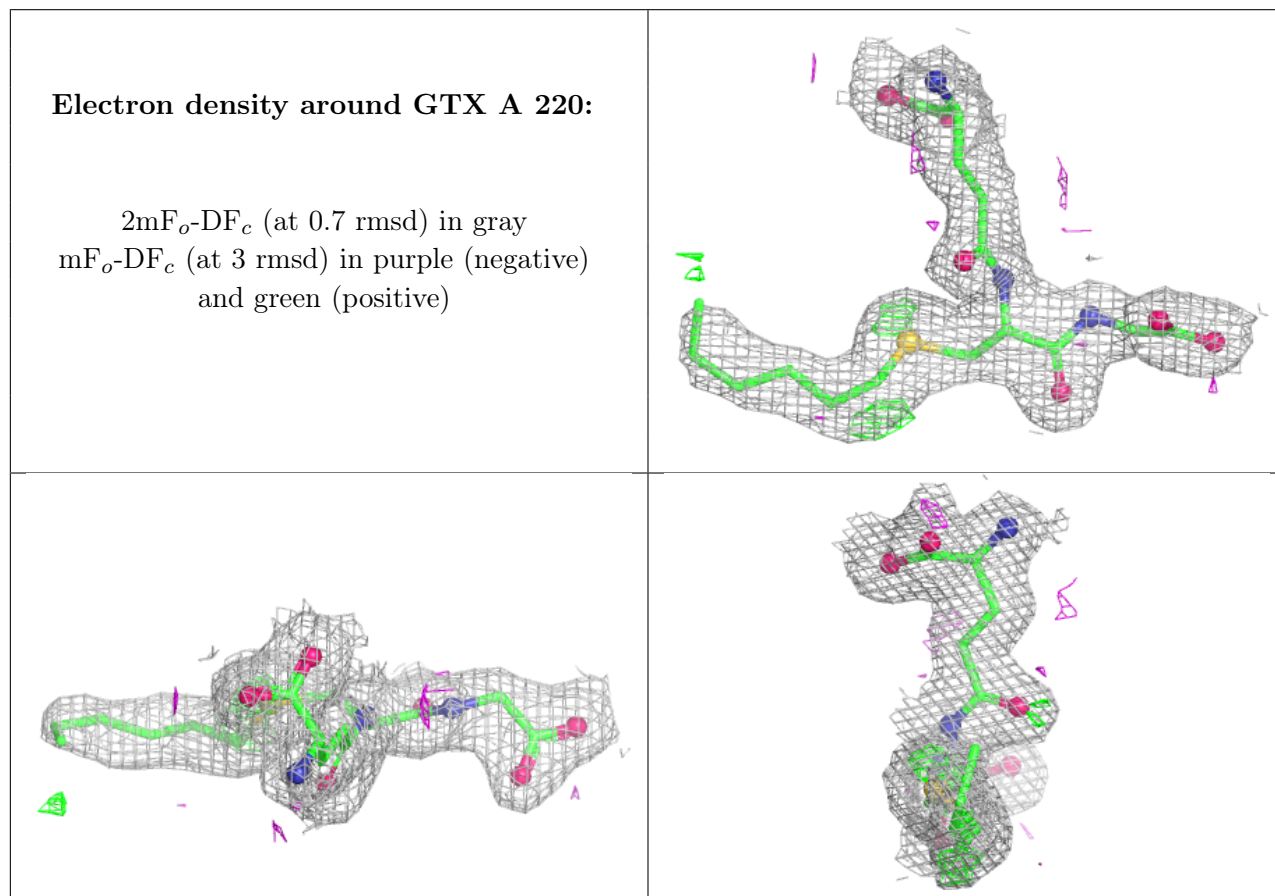 Electron density around GTX A 220:
2mFo-DFc (at 0.7 rmsd) in gray
mFo-DFc (at 3 rmsd) in purple (negative)
and green (positive)